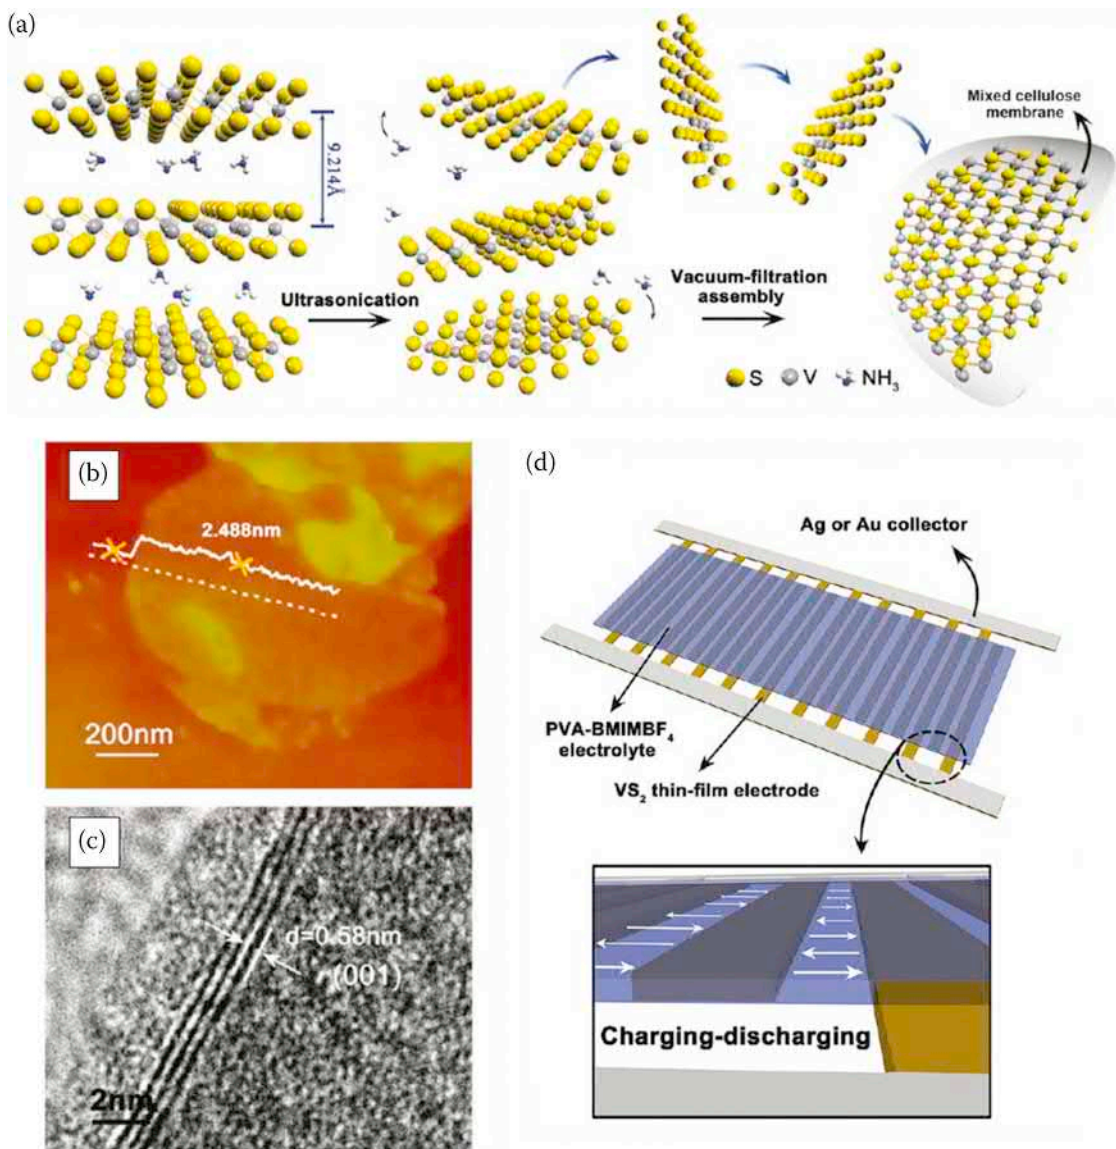 (a)
9.214Å
Mixed cellulose
membrane
Ultrasonication
Vacuum-filtration
assembly
S V NH3
(b)
2.488nm
200nm
(c)
d=0.58nm
(001)
2nm
(d)
Ag or Au collector
PVA-BMIMBF4
electrolyte
VS2 thin-film electrode
Charging-discharging